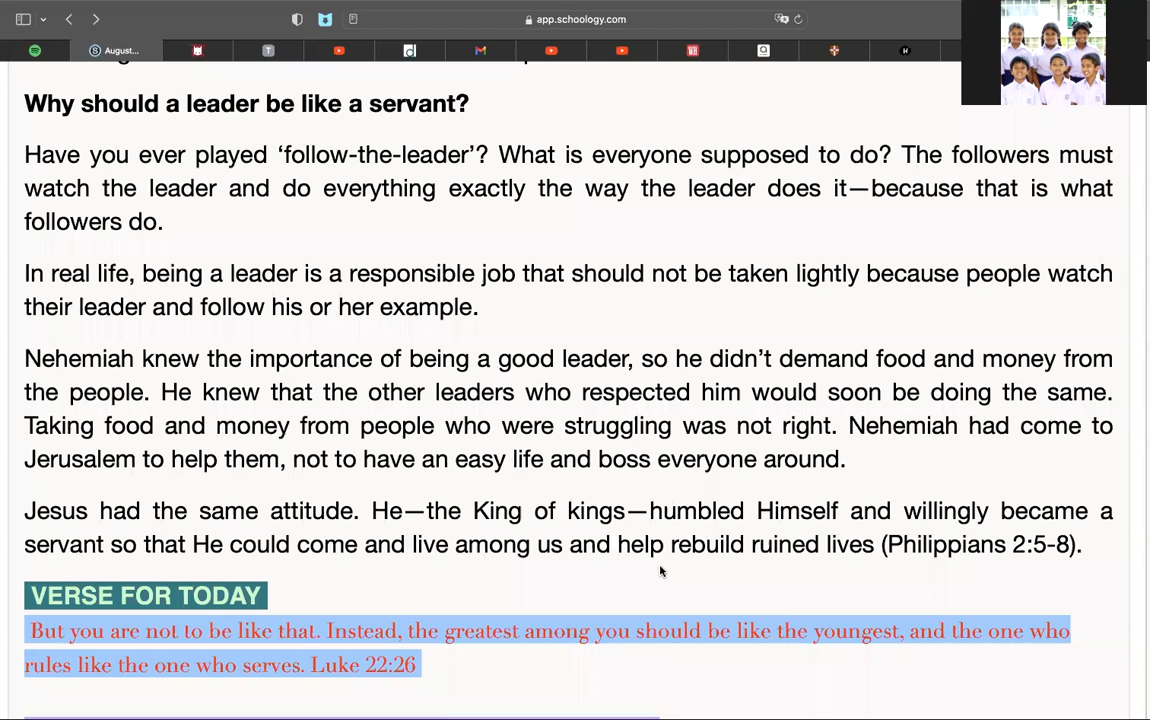 app.schoology.com
August...
Why should a leader be like a servant?
Have you ever played ‘follow-the-leader’? What is everyone supposed to do? The followers must
watch the leader and do everything exactly the way the leader does it—because that is what
followers do.
In real life, being a leader is a responsible job that should not be taken lightly because people watch
their leader and follow his or her example.
Nehemiah knew the importance of being a good leader, so he didn’t demand food and money from
the people. He knew that the other leaders who respected him would soon be doing the same.
Taking food and money from people who were struggling was not right. Nehemiah had come to
Jerusalem to help them, not to have an easy life and boss everyone around.
Jesus had the same attitude. He—the King of kings—humbled Himself and willingly became a
servant so that He could come and live among us and help rebuild ruined lives (Philippians 2:5-8).
VERSE FOR TODAY
But you are not to be like that. Instead, the greatest among you should be like the youngest, and the one who
rules like the one who serves. Luke 22:26